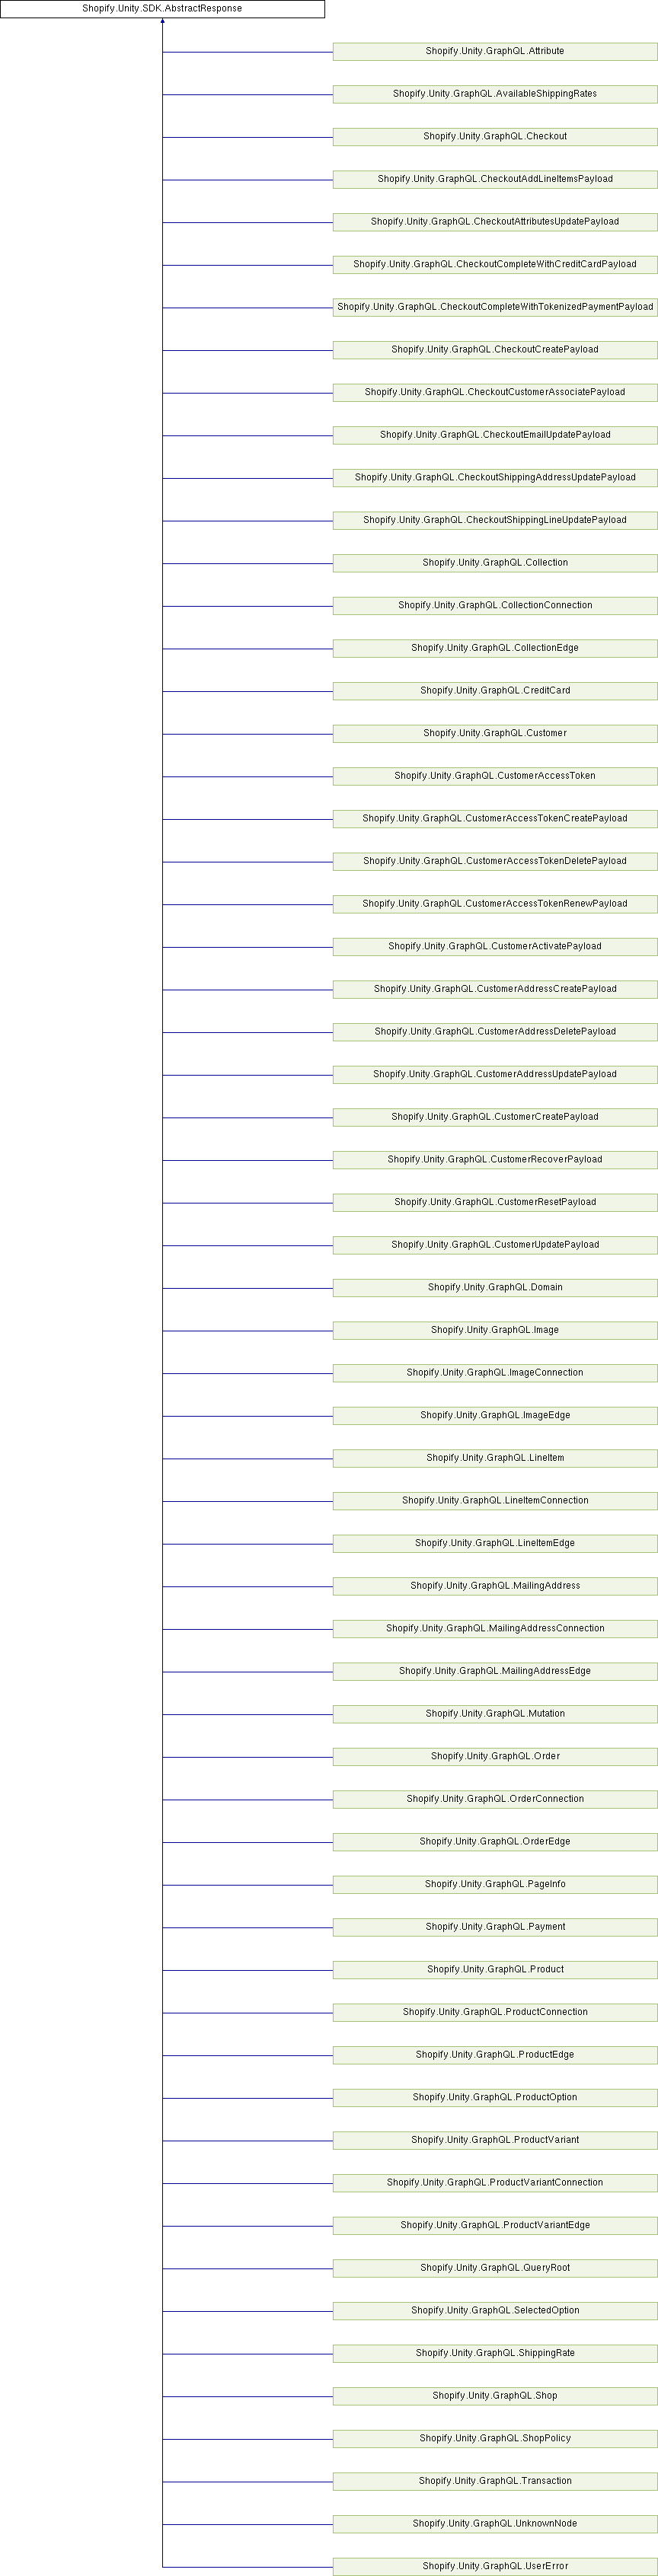 Shopify.Unity.SDK.AbstractResponse
Shopify.Unity.GraphQL.Attribute
Shopify.Unity.GraphQL.AvailableShippingRates
Shopify.Unity.GraphQL.Checkout
Shopify.Unity.GraphQL.CheckoutAddLineItemsPayload
Shopify.Unity.GraphQL.CheckoutAttributesUpdatePayload
Shopify.Unity.GraphQL.CheckoutCompleteWithCreditCardPayload
Shopify.Unity.GraphQL.CheckoutCompleteWithTokenizedPaymentPayload
Shopify.Unity.GraphQL.CheckoutCreatePayload
Shopify.Unity.GraphQL.CheckoutCustomerAssociatePayload
Shopify.Unity.GraphQL.CheckoutEmailUpdatePayload
Shopify.Unity.GraphQL.CheckoutShippingAddressUpdatePayload
Shopify.Unity.GraphQL.CheckoutShippingLineUpdatePayload
Shopify.Unity.GraphQL.Collection
Shopify.Unity.GraphQL.CollectionConnection
Shopify.Unity.GraphQL.CollectionEdge
Shopify.Unity.GraphQL.CreditCard
Shopify.Unity.GraphQL.Customer
Shopify.Unity.GraphQL.CustomerAccessToken
Shopify.Unity.GraphQL.CustomerAccessTokenCreatePayload
Shopify.Unity.GraphQL.CustomerAccessTokenDeletePayload
Shopify.Unity.GraphQL.CustomerAccessTokenRenewPayload
Shopify.Unity.GraphQL.CustomerActivatePayload
Shopify.Unity.GraphQL.CustomerAddressCreatePayload
Shopify.Unity.GraphQL.CustomerAddressDeletePayload
Shopify.Unity.GraphQL.CustomerAddressUpdatePayload
Shopify.Unity.GraphQL.CustomerCreatePayload
Shopify.Unity.GraphQL.CustomerRecoverPayload
Shopify.Unity.GraphQL.CustomerResetPayload
Shopify.Unity.GraphQL.CustomerUpdatePayload
Shopify.Unity.GraphQL.Domain
Shopify.Unity.GraphQL.Image
Shopify.Unity.GraphQL.ImageConnection
Shopify.Unity.GraphQL.ImageEdge
Shopify.Unity.GraphQL.LineItem
Shopify.Unity.GraphQL.LineItemConnection
Shopify.Unity.GraphQL.LineItemEdge
Shopify.Unity.GraphQL.MailingAddress
Shopify.Unity.GraphQL.MailingAddressConnection
Shopify.Unity.GraphQL.MailingAddressEdge
Shopify.Unity.GraphQL.Mutation
Shopify.Unity.GraphQL.Order
Shopify.Unity.GraphQL.OrderConnection
Shopify.Unity.GraphQL.OrderEdge
Shopify.Unity.GraphQL.PageInfo
Shopify.Unity.GraphQL.Payment
Shopify.Unity.GraphQL.Product
Shopify.Unity.GraphQL.ProductConnection
Shopify.Unity.GraphQL.ProductEdge
Shopify.Unity.GraphQL.ProductOption
Shopify.Unity.GraphQL.ProductVariant
Shopify.Unity.GraphQL.ProductVariantConnection
Shopify.Unity.GraphQL.ProductVariantEdge
Shopify.Unity.GraphQL.QueryRoot
Shopify.Unity.GraphQL.SelectedOption
Shopify.Unity.GraphQL.ShippingRate
Shopify.Unity.GraphQL.Shop
Shopify.Unity.GraphQL.ShopPolicy
Shopify.Unity.GraphQL.Transaction
Shopify.Unity.GraphQL.UnknownNode
Shopify.Unity.GraphQL.UserError